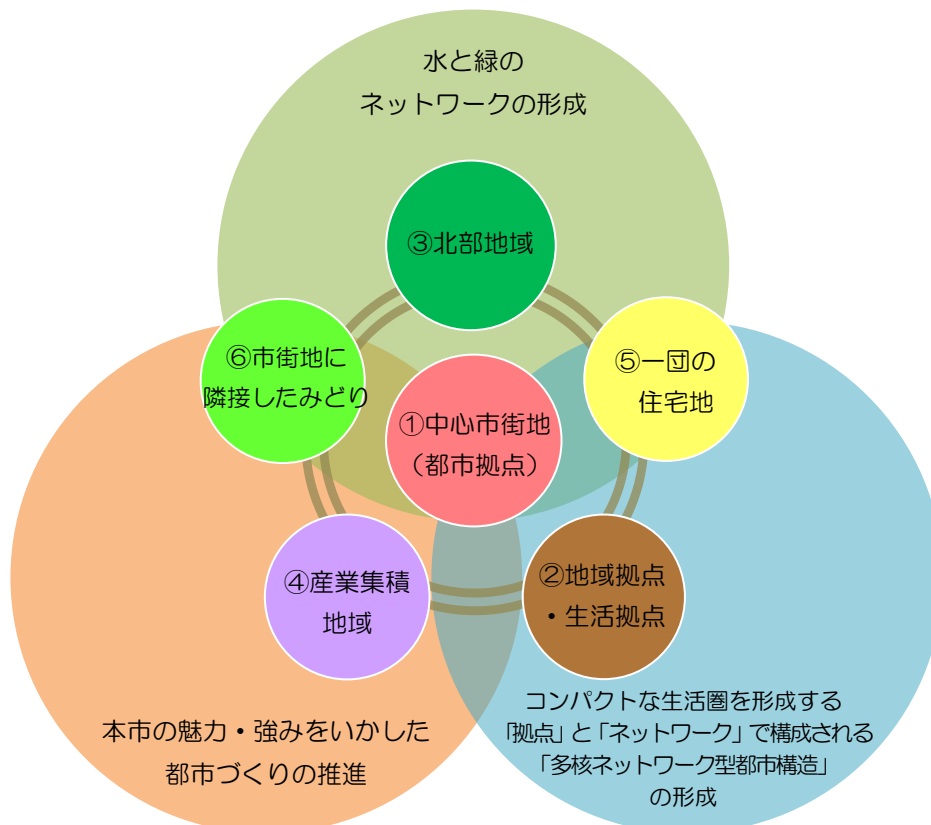 水と緑の
ネットワークの形成
③北部地域
⑥市街地に
隣接したみどり
⑤一団の
住宅地
①中心市街地
（都市拠点）
④産業集積
地域
②地域拠点
・生活拠点
本市の魅力・強みをいかした
都市づくりの推進
コンパクトな生活圏を形成する
「拠点」と「ネットワーク」で構成される
「多核ネットワーク型都市構造」
の形成